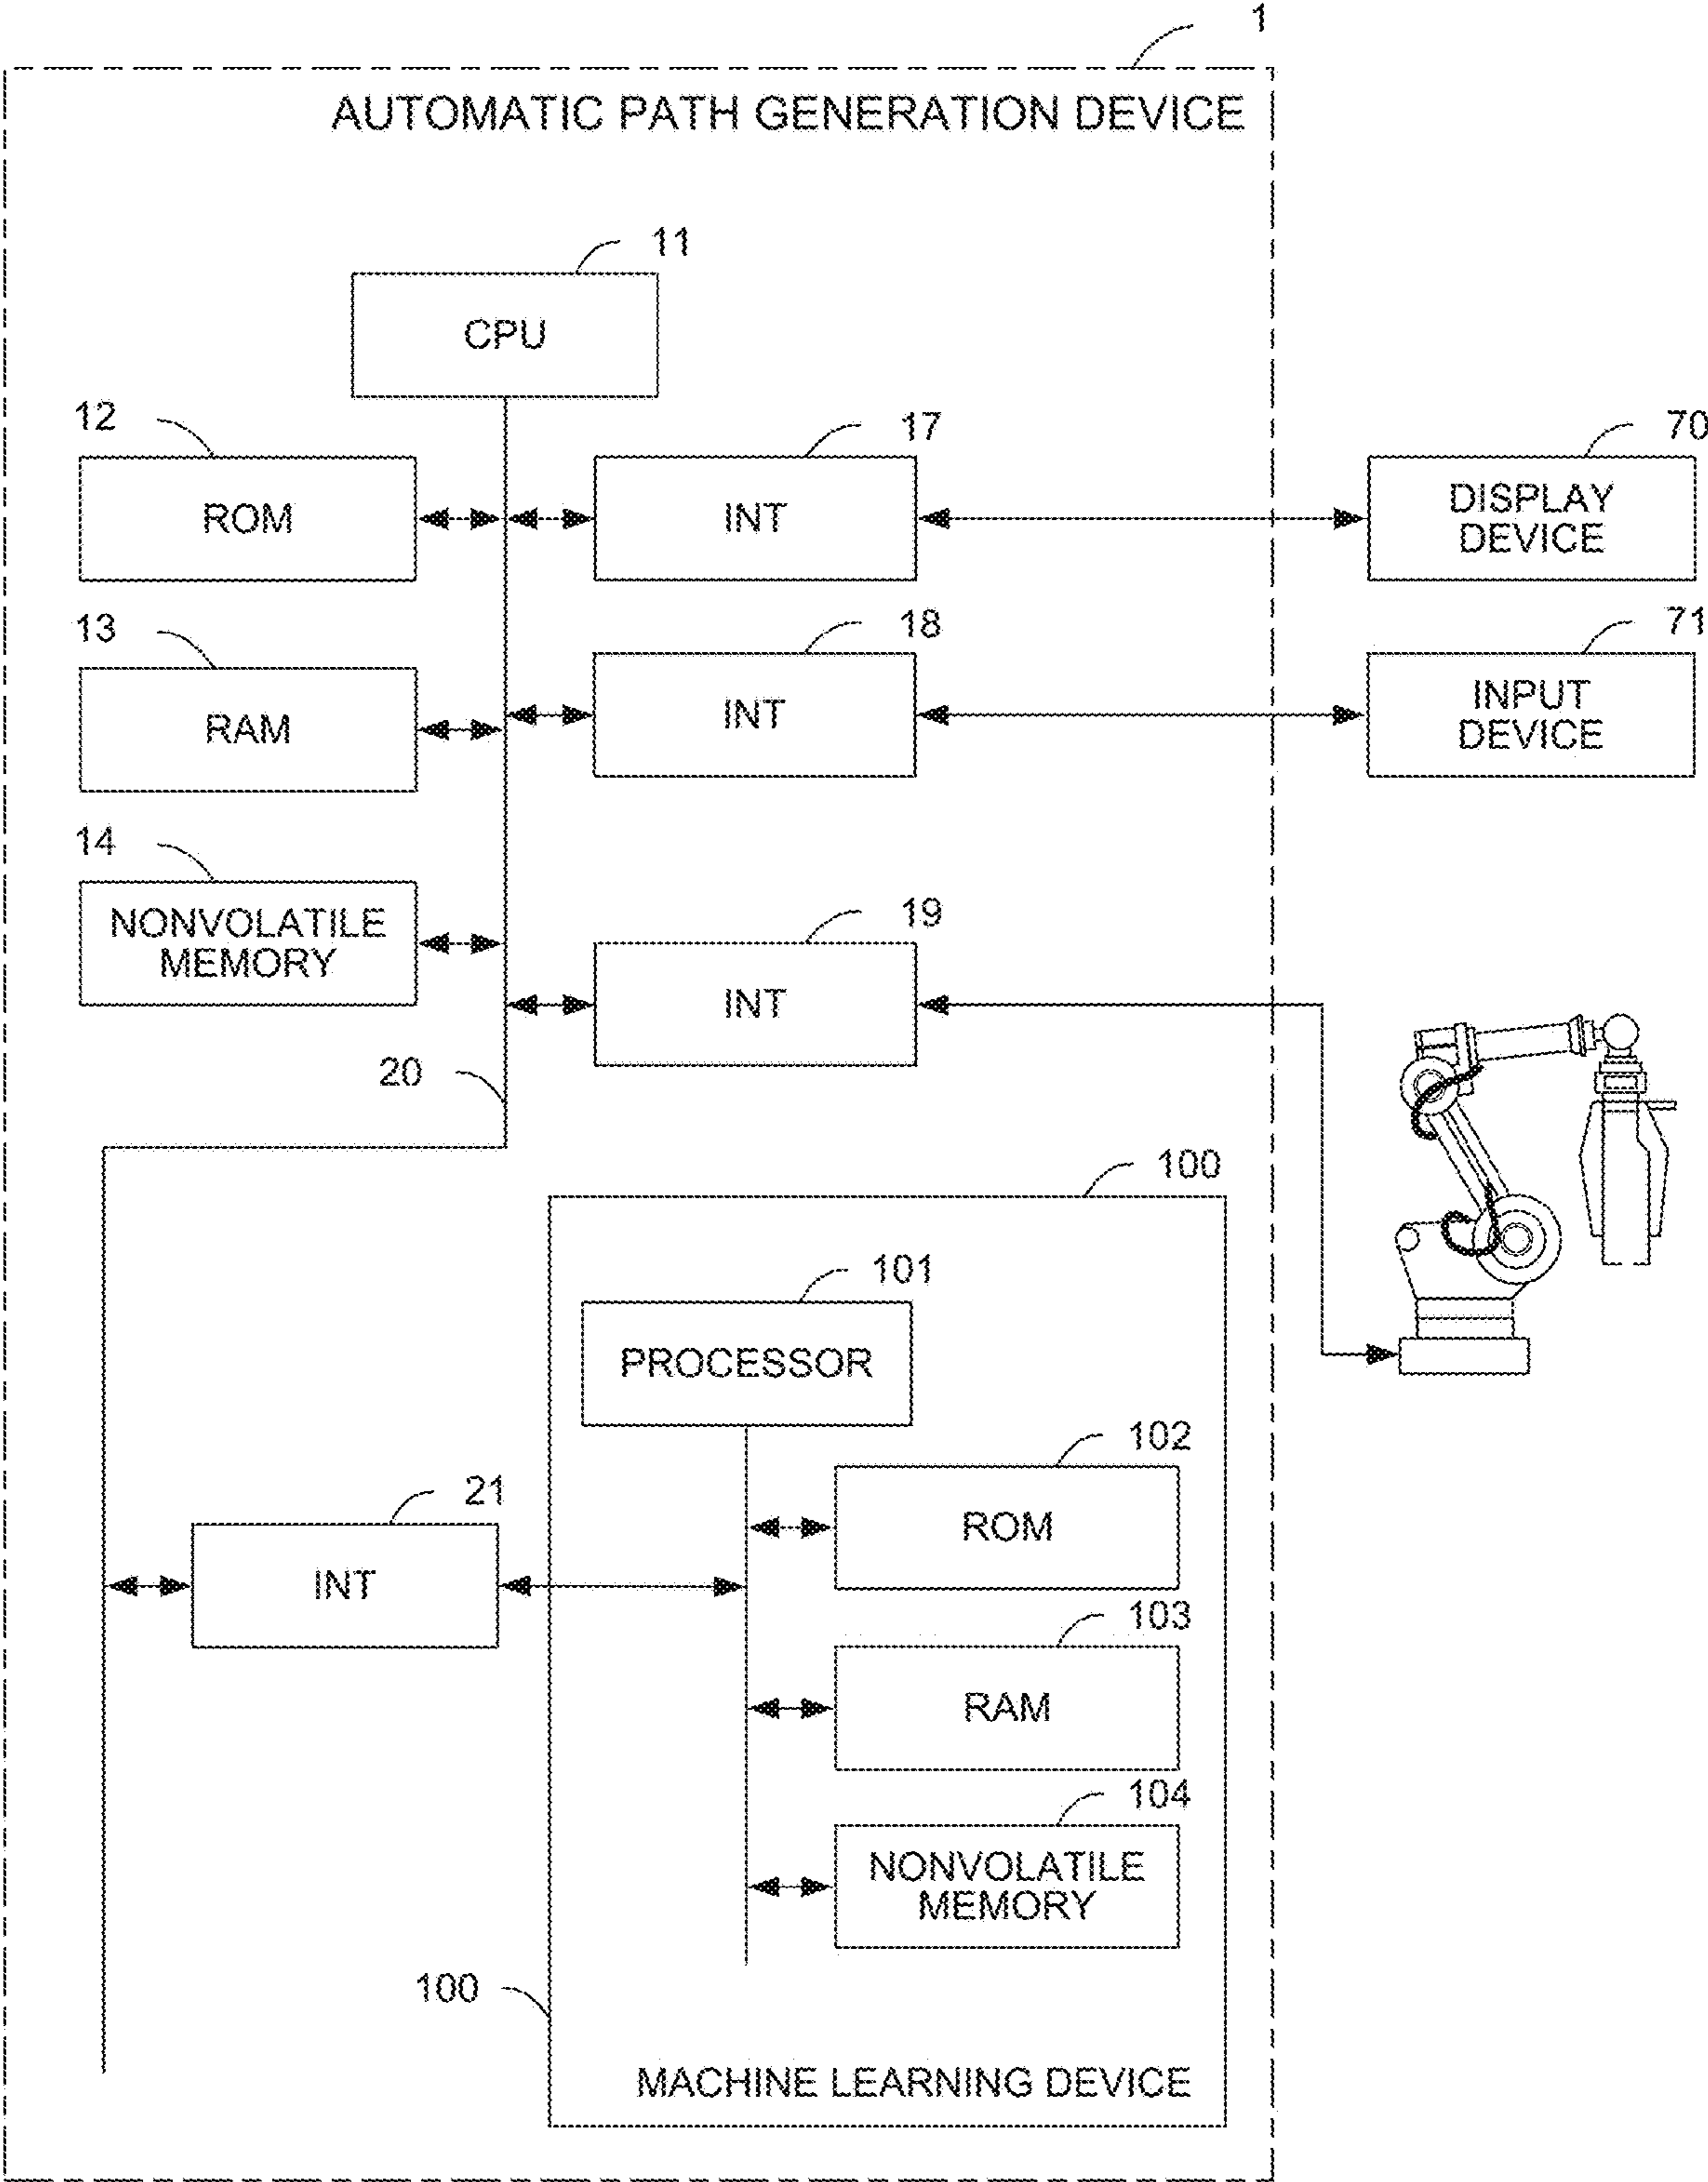 1
AUTOMATIC PATH GENERATION DEVICE
11
CPU
12
ROM
17
INT
70
DISPLAY
DEVICE
13
RAM
18
INT
71
INPUT
DEVICE
14
NONVOLATILE
MEMORY
19
INT
20
100
101
PROCESSOR
102
ROM
21
INT
103
RAM
104
NONVOLATILE
MEMORY
100
MACHINE LEARNING DEVICE